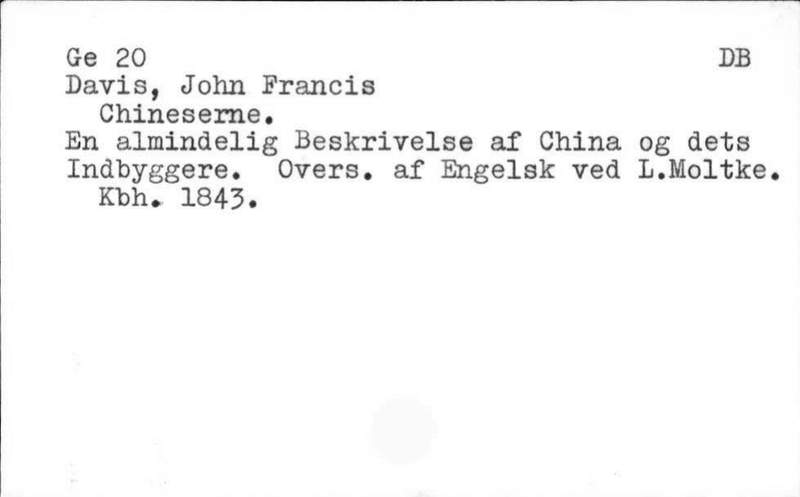 Ge 20 DB
Davis, John Francis
Chineserne.
En almindelig Beskrivelse af China og dets
Indbyggere. Overs. af Engelsk ved L.Moltke.
Kbh. 1843.